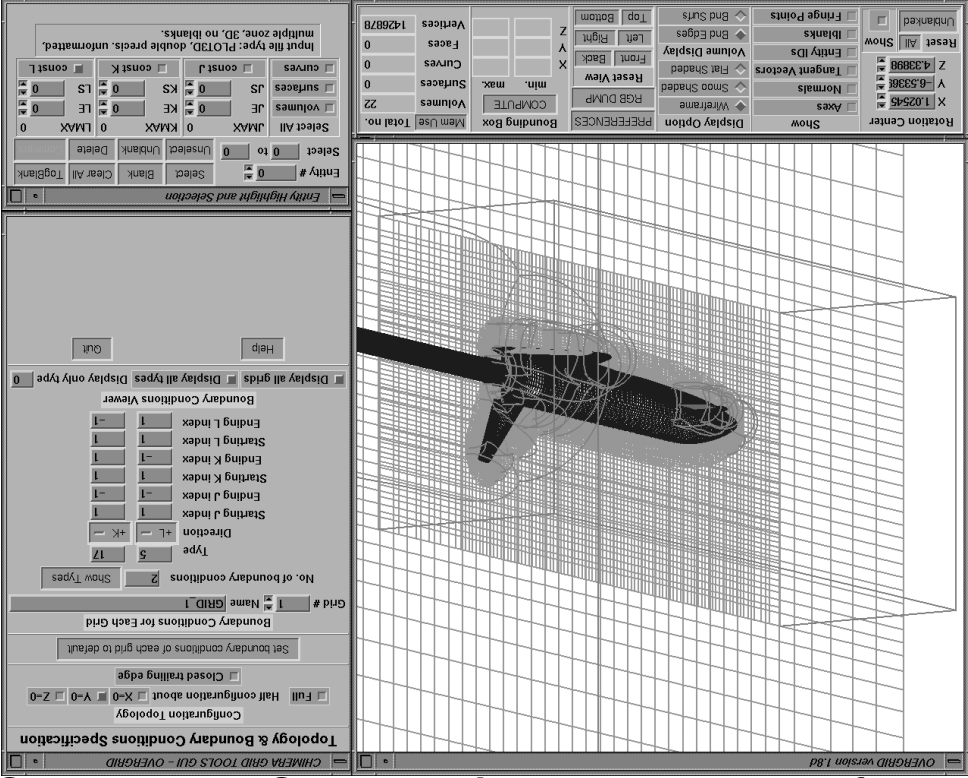 OVERGRID version 1.8d
Rotation Center
X 1.02545
Y -6.5336
Z 4.33898
Reset All Show
Unblanked
Show
Axes
Normals
Tangent Vectors
Entity IDs
Iblanks
Fringe Points
Display Option
Wireframe
Smoo Shaded
Flat Shaded
Volume Display
Bnd Edges
Bnd Surfs
PREFERENCES
RGB DUMP
Reset View
Front Back
Left Right
Top Bottom
Bounding Box
COMPUTE
min. max.
X
Y
Z
Mem Use Total no.
Volumes 22
Surfaces 0
Curves 0
Faces 0
Vertices 1426878
CHIMERA GRID TOOLS GUI - OVERGRID
Topology & Boundary Conditions Specification
Configuration Topology
Full Half configuration about X=0 Y=0 Z=0
Closed trailing edge
Set boundary conditions of each grid to default
Boundary Conditions for Each Grid
Grid # 1 Name GRID_1
No. of boundary conditions 2 Show Types
Type 5 17
Direction +L +K
Starting J index 1 1
Ending J index -1 -1
Starting K index 1 1
Ending K index -1 1
Starting L index 1 1
Ending L index 1 -1
Boundary Conditions Viewer
Display all grids Display all types Display only type 0
Help Quit
Entity Highlight and Selection
Entity # 0 Select Blank Clear All TogBlank
Select 0 to 0 Unselect Unblank Delete
Select All JMAX 0 KMAX 0 LMAX 0
volumes JE 0 KE 0 LE 0
surfaces JS 0 KS 0 LS 0
curves J const K const L const
Input file type: PLOT3D, double precis. unformatted,
multiple zone, 3D, no iblanks.